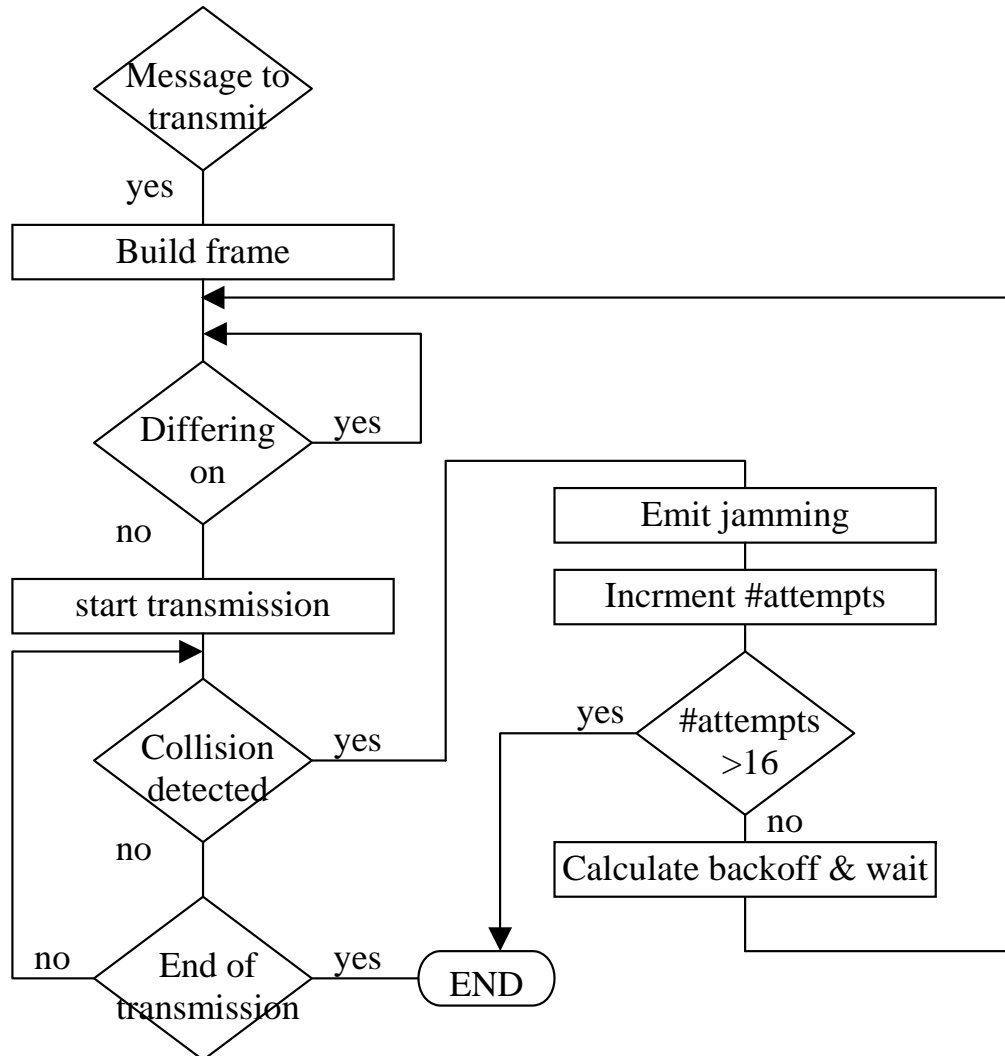 Message to
transmit
yes
Build frame
Differing
on
yes
no
start transmission
Collision
detected
yes
no
End of
transmission
no
yes
END
Emit jamming
Incrment #attempts
#attempts
>16
yes
no
Calculate backoff & wait